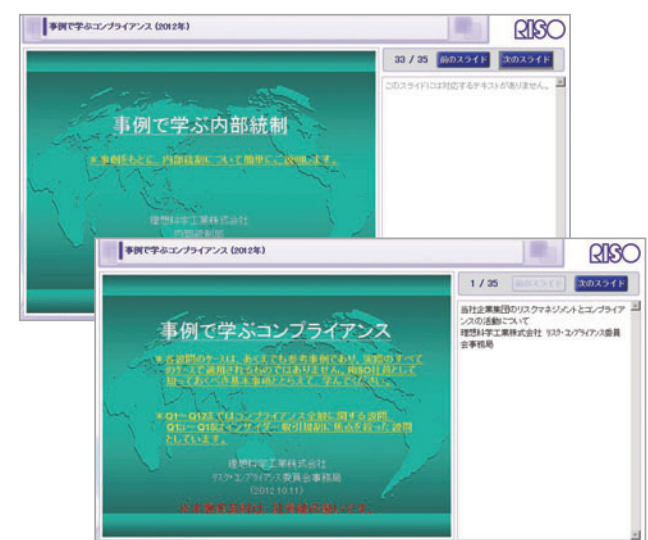 事例で学ぶコンプライアンス (2012年)
RISO
33 / 35 前のスライド 次のスライド
このスライドには対応するテキストがありません。
事例で学ぶ内部統制
※事例をもとに、内部統制について簡単にご説明します。
理想科学工業株式会社
内部統制局
事例で学ぶコンプライアンス (2012年)
RISO
1 / 35 前のスライド 次のスライド
当社企業集団のリスクマネジメントとコンプライア
ンスの活動について
理想科学工業株式会社 リスク・コンプライアンス委員
会事務局
事例で学ぶコンプライアンス
※各設問のケースは、あくまでも参考事例であり、実際のすべて
のケースで適用されるものではありません。RISO社員として
知っておくべき基本事項ととらえて、学んでください。
※Q1～Q12まではコンプライアンス全般に関する設問、
Q13～Q15はインサイダー取引規制に焦点を絞った設問
としています。
理想科学工業株式会社
リスク・コンプライアンス委員会事務局
(2012.10.11)